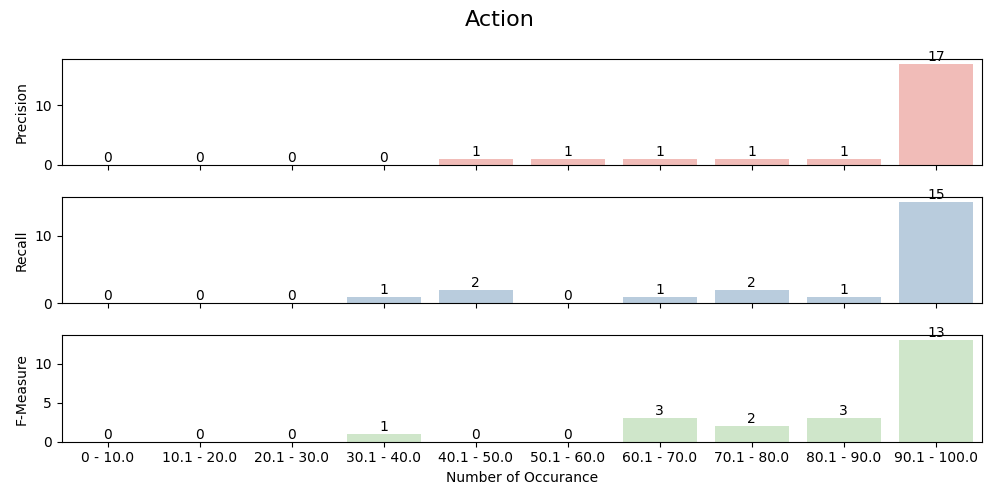 Action
Precision
10
0
0 0 0 0 1 1 1 1 1 17
Recall
10
0
0 0 0 1 2 0 1 2 1 15
F-Measure
10
5
0
0 0 0 1 0 0 3 2 3 13
0 - 10.0 10.1 - 20.0 20.1 - 30.0 30.1 - 40.0 40.1 - 50.0 50.1 - 60.0 60.1 - 70.0 70.1 - 80.0 80.1 - 90.0 90.1 - 100.0
Number of Occurance